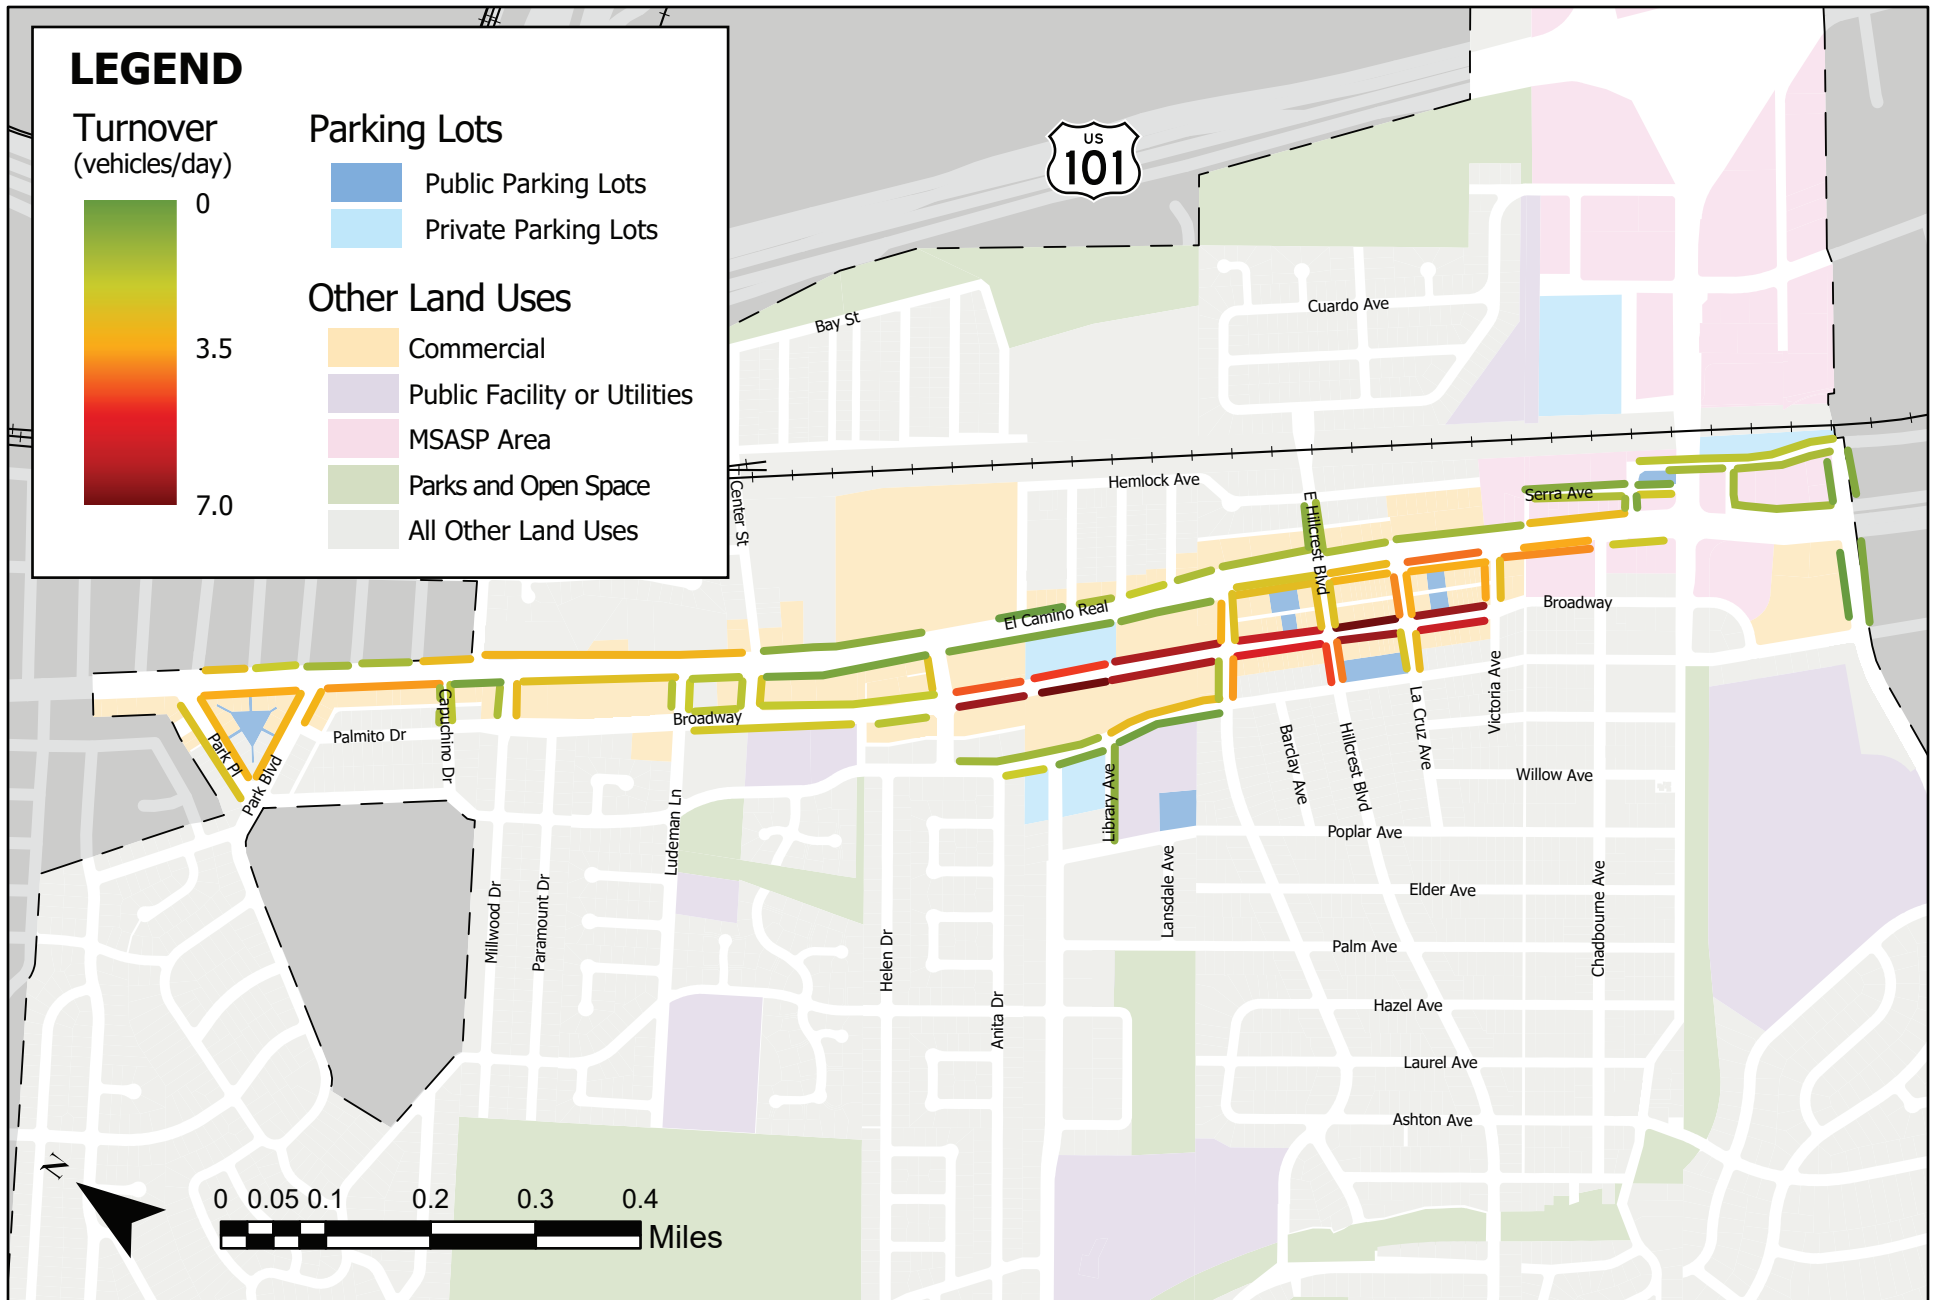 LEGEND
Turnover
(vehicles/day)
0
3.5
7.0
Parking Lots
Public Parking Lots
Private Parking Lots
Other Land Uses
Commercial
Public Facility or Utilities
MSASP Area
Parks and Open Space
All Other Land Uses
US
101
Bay St
Cuardo Ave
Center St
Hemlock Ave
E Hillcrest Blvd
Serra Ave
El Camino Real
Broadway
Broadway
Park Pl
Park Blvd
Palmito Dr
Capuchino Dr
Millwood Dr
Paramount Dr
Ludeman Ln
Helen Dr
Anita Dr
Library Ave
Lansdale Ave
Barclay Ave
Hillcrest Blvd
La Cruz Ave
Victoria Ave
Willow Ave
Poplar Ave
Elder Ave
Chadbourne Ave
Palm Ave
Hazel Ave
Laurel Ave
Ashton Ave
N
0 0.05 0.1 0.2 0.3 0.4
Miles